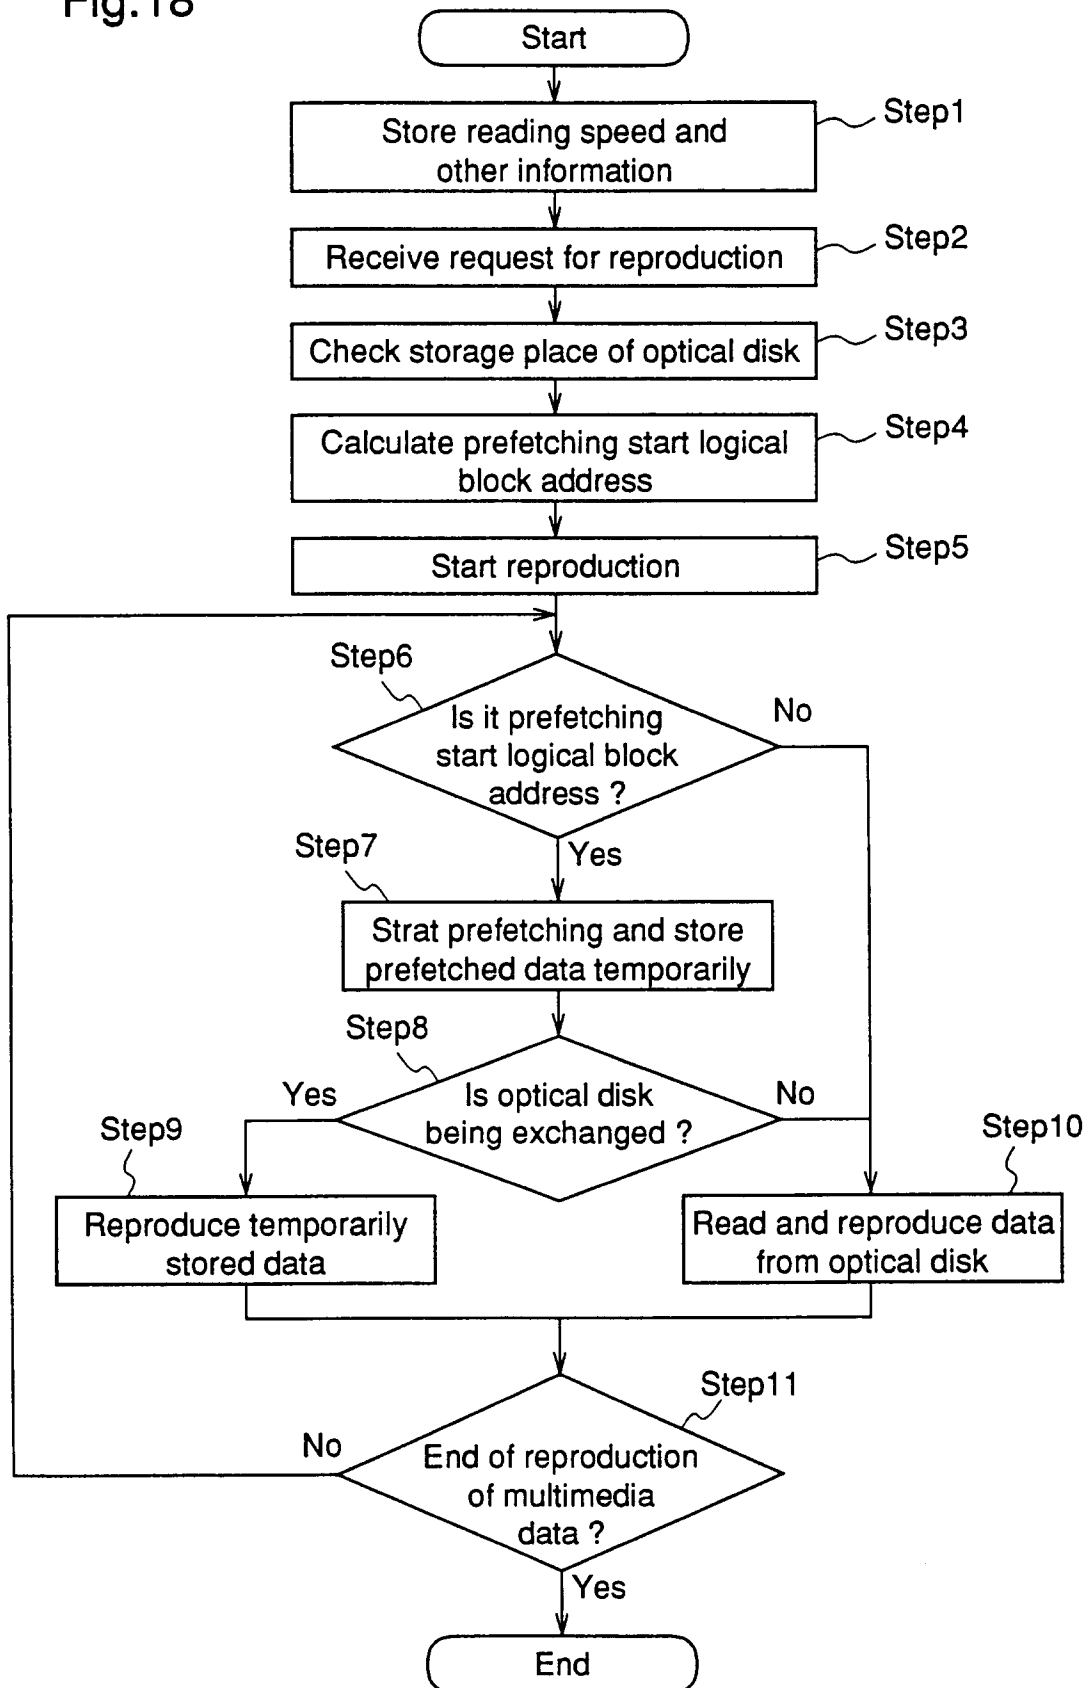 Fig.18
Start
Step1
Store reading speed and
other information
Step2
Receive request for reproduction
Step3
Check storage place of optical disk
Step4
Calculate prefetching start logical
block address
Step5
Start reproduction
Step6
Is it prefetching
start logical block
address ?
No
Yes
Step7
Strat prefetching and store
prefetched data temporarily
Step8
Is optical disk
being exchanged ?
Yes
No
Step9
Reproduce temporarily
stored data
Step10
Read and reproduce data
from optical disk
Step11
End of reproduction
of multimedia
data ?
No
Yes
End